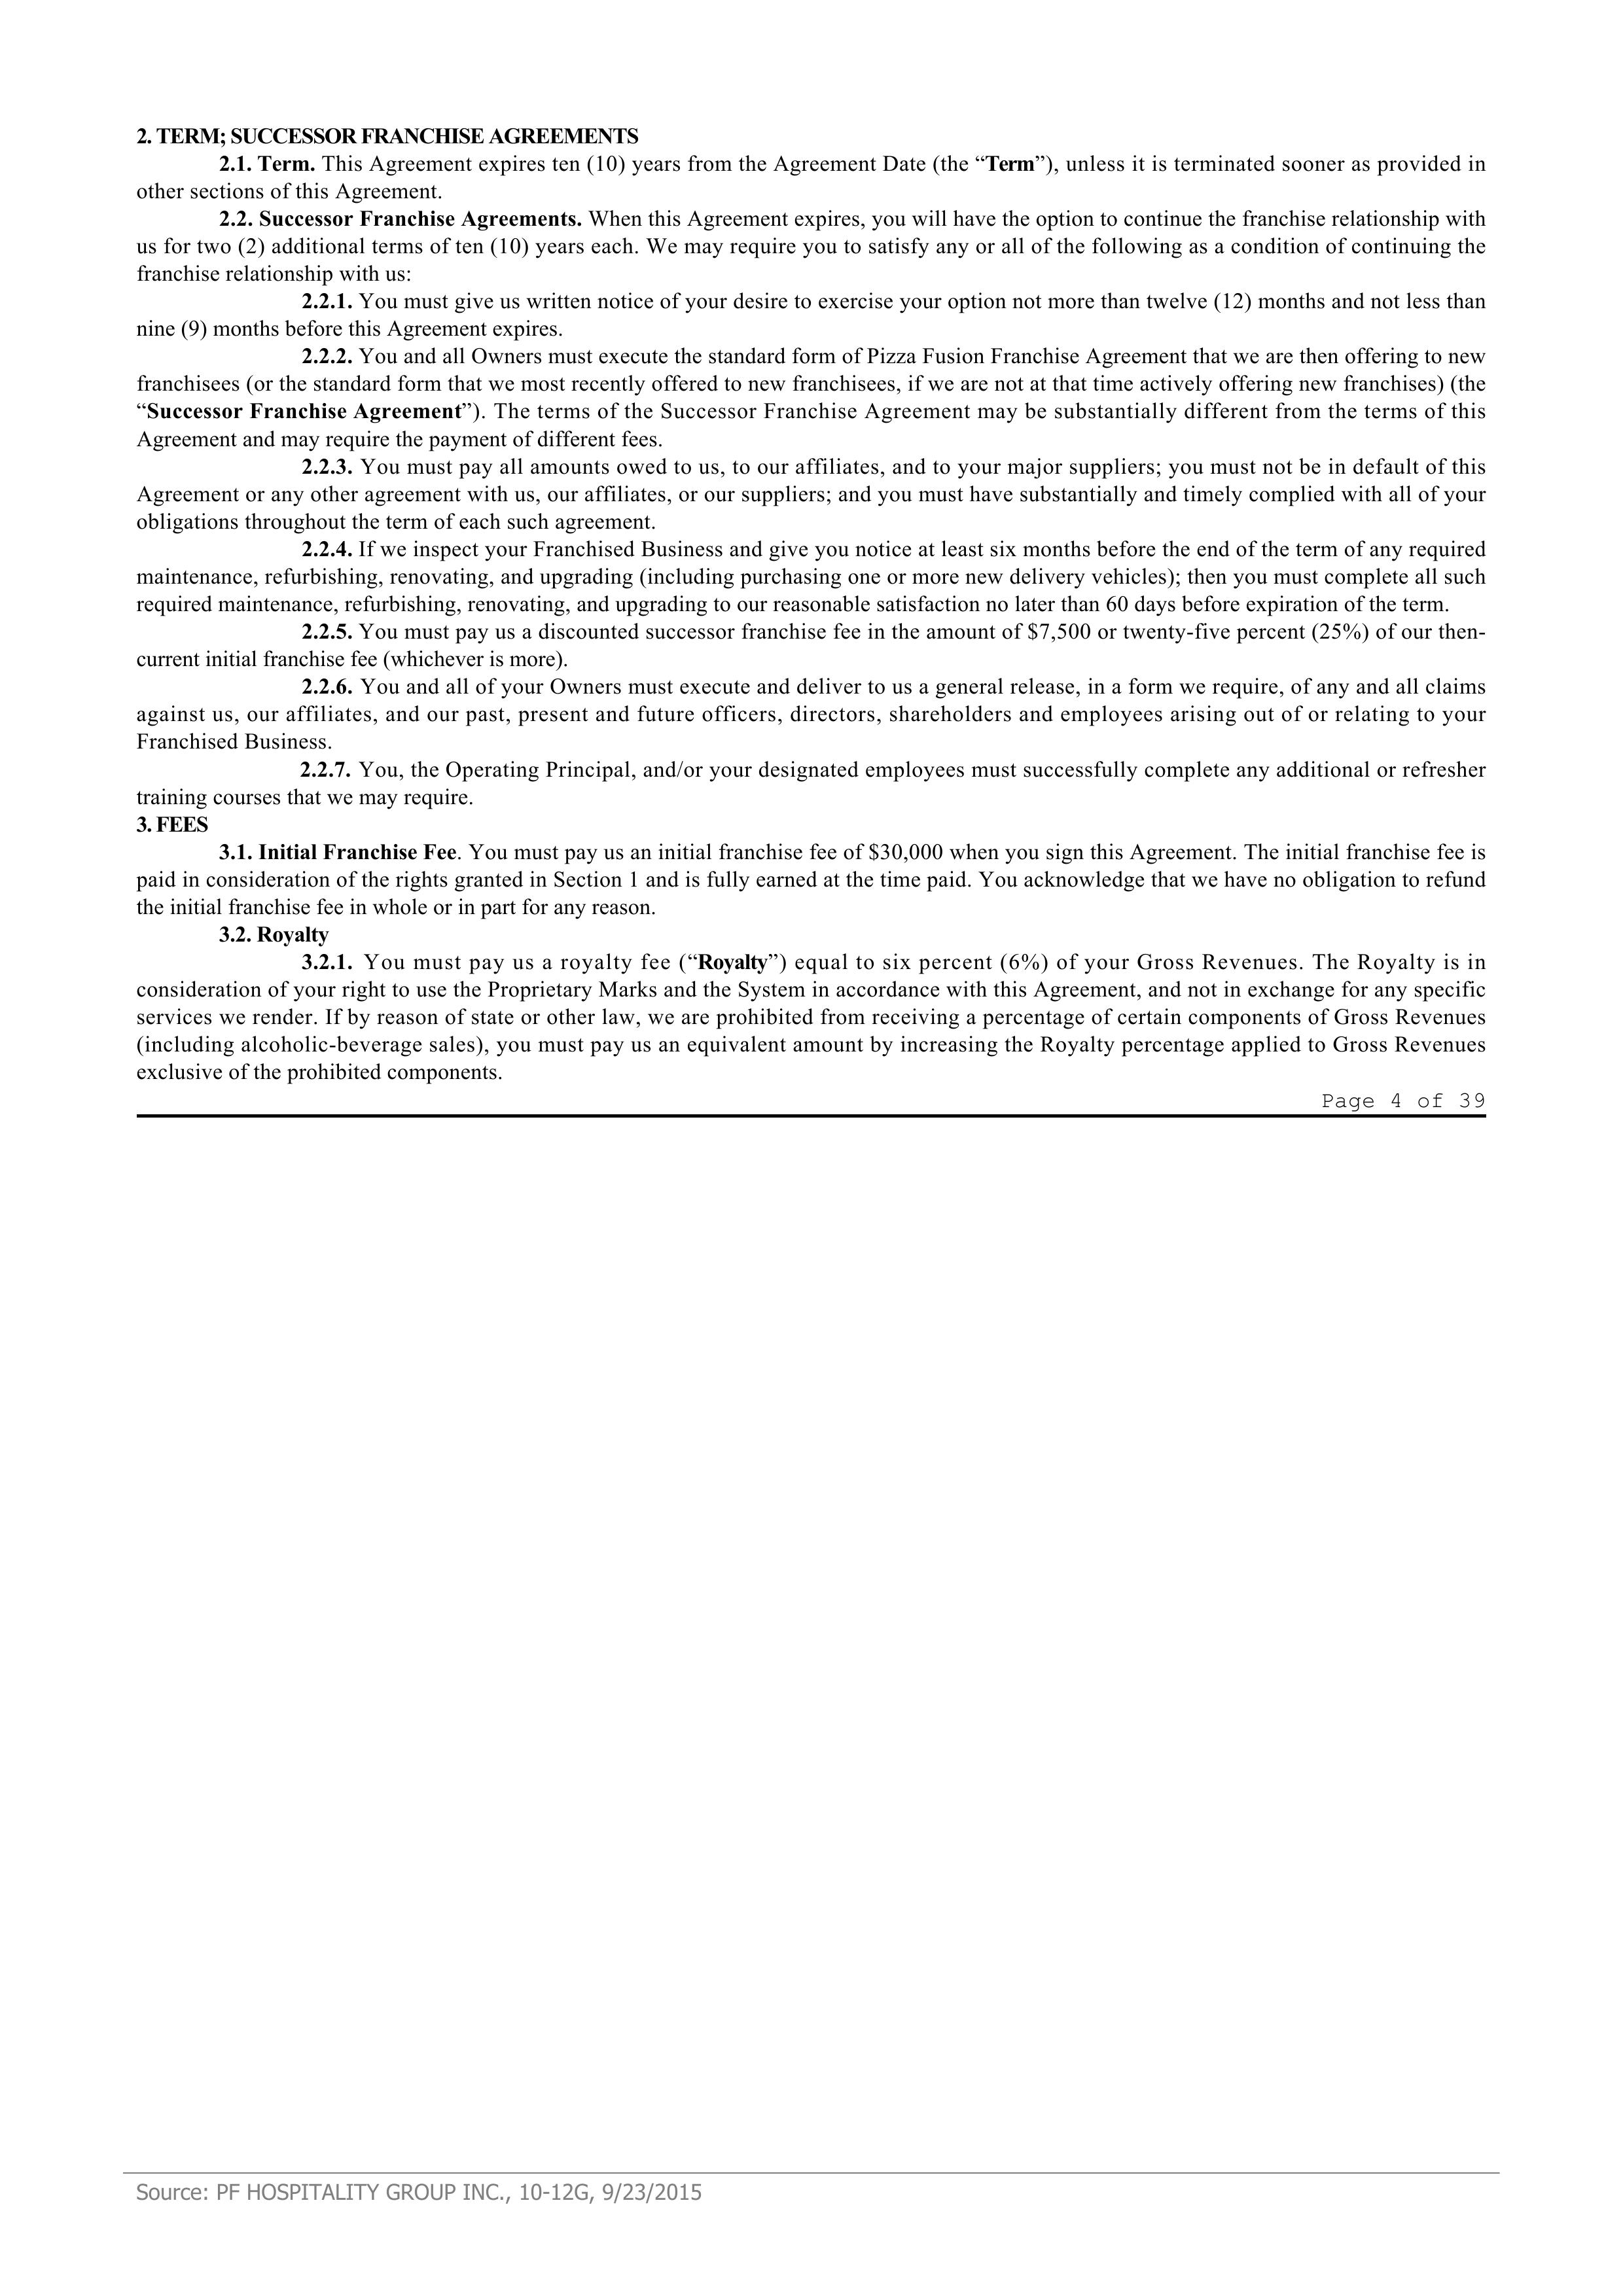 2. TERM; SUCCESSOR FRANCHISE AGREEMENTS
2.1. Term. This Agreement expires ten (10) years from the Agreement Date (the “Term”), unless it is terminated sooner as provided in
other sections of this Agreement.
2.2. Successor Franchise Agreements. When this Agreement expires, you will have the option to continue the franchise relationship with
us for two (2) additional terms of ten (10) years each. We may require you to satisfy any or all of the following as a condition of continuing the
franchise relationship with us:
2.2.1. You must give us written notice of your desire to exercise your option not more than twelve (12) months and not less than
nine (9) months before this Agreement expires.
2.2.2. You and all Owners must execute the standard form of Pizza Fusion Franchise Agreement that we are then offering to new
franchisees (or the standard form that we most recently offered to new franchisees, if we are not at that time actively offering new franchises) (the
“Successor Franchise Agreement”). The terms of the Successor Franchise Agreement may be substantially different from the terms of this
Agreement and may require the payment of different fees.
2.2.3. You must pay all amounts owed to us, to our affiliates, and to your major suppliers; you must not be in default of this
Agreement or any other agreement with us, our affiliates, or our suppliers; and you must have substantially and timely complied with all of your
obligations throughout the term of each such agreement.
2.2.4. If we inspect your Franchised Business and give you notice at least six months before the end of the term of any required
maintenance, refurbishing, renovating, and upgrading (including purchasing one or more new delivery vehicles); then you must complete all such
required maintenance, refurbishing, renovating, and upgrading to our reasonable satisfaction no later than 60 days before expiration of the term.
2.2.5. You must pay us a discounted successor franchise fee in the amount of $7,500 or twenty-five percent (25%) of our then-
current initial franchise fee (whichever is more).
2.2.6. You and all of your Owners must execute and deliver to us a general release, in a form we require, of any and all claims
against us, our affiliates, and our past, present and future officers, directors, shareholders and employees arising out of or relating to your
Franchised Business.
2.2.7. You, the Operating Principal, and/or your designated employees must successfully complete any additional or refresher
training courses that we may require.
3. FEES
3.1. Initial Franchise Fee. You must pay us an initial franchise fee of $30,000 when you sign this Agreement. The initial franchise fee is
paid in consideration of the rights granted in Section 1 and is fully earned at the time paid. You acknowledge that we have no obligation to refund
the initial franchise fee in whole or in part for any reason.
3.2. Royalty
3.2.1. You must pay us a royalty fee (“Royalty”) equal to six percent (6%) of your Gross Revenues. The Royalty is in
consideration of your right to use the Proprietary Marks and the System in accordance with this Agreement, and not in exchange for any specific
services we render. If by reason of state or other law, we are prohibited from receiving a percentage of certain components of Gross Revenues
(including alcoholic-beverage sales), you must pay us an equivalent amount by increasing the Royalty percentage applied to Gross Revenues
exclusive of the prohibited components.
Page 4 of 39
Source: PF HOSPITALITY GROUP INC., 10-12G, 9/23/2015